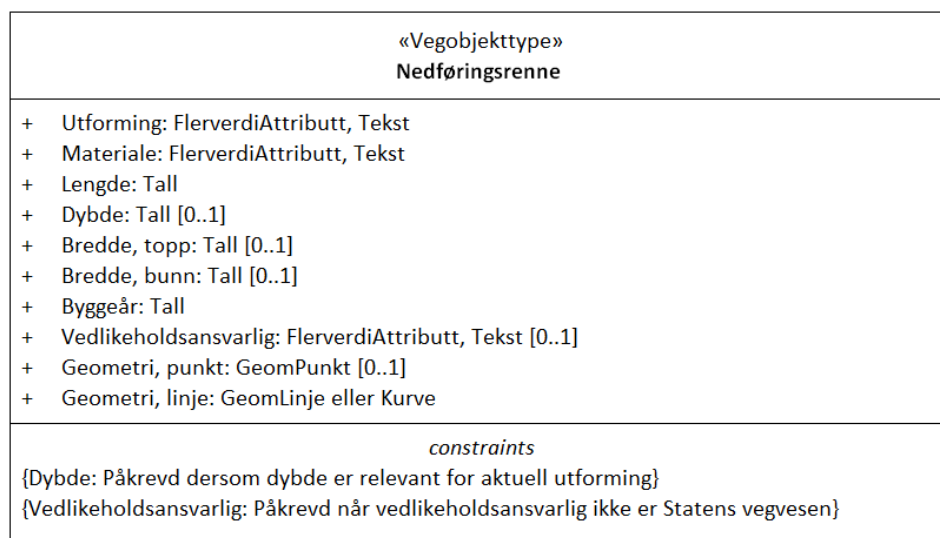 «Vegobjekttype»
Nedføringsrenne
+ Utforming: FlerverdiAttributt, Tekst
+ Materiale: FlerverdiAttributt, Tekst
+ Lengde: Tall
+ Dybde: Tall [0..1]
+ Bredde, topp: Tall [0..1]
+ Bredde, bunn: Tall [0..1]
+ Byggeår: Tall
+ Vedlikeholdsansvarlig: FlerverdiAttributt, Tekst [0..1]
+ Geometri, punkt: GeomPunkt [0..1]
+ Geometri, linje: GeomLinje eller Kurve
constraints
{Dybde: Påkrevd dersom dybde er relevant for aktuell utforming}
{Vedlikeholdsansvarlig: Påkrevd når vedlikeholdsansvarlig ikke er Statens vegvesen}